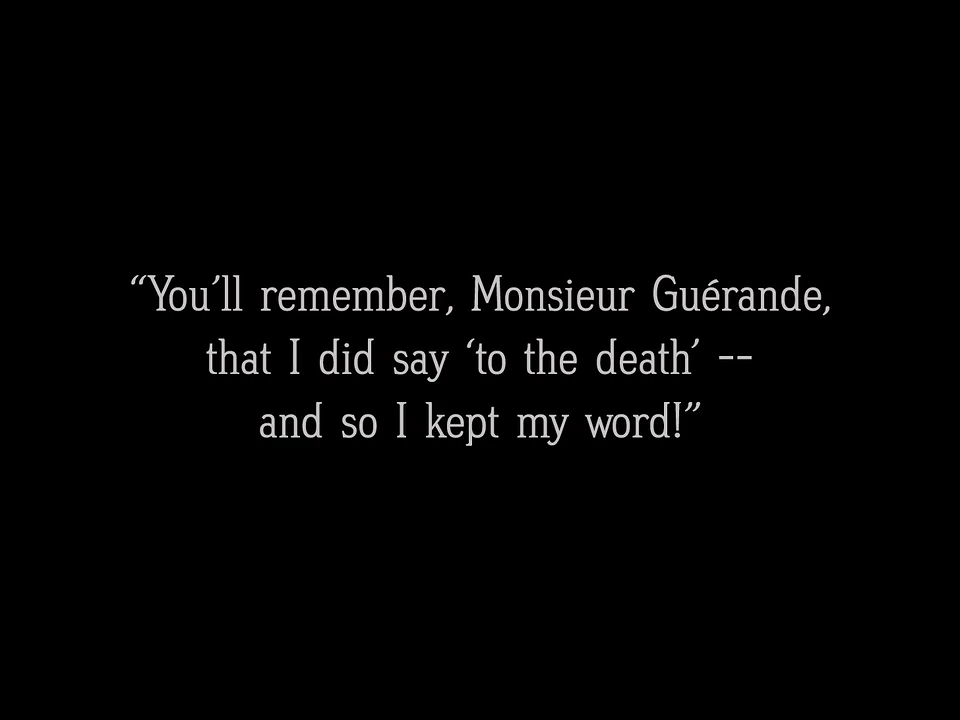 “You’ll remember, Monsieur Guérande,
that I did say ‘to the death’ --
and so I kept my word!”